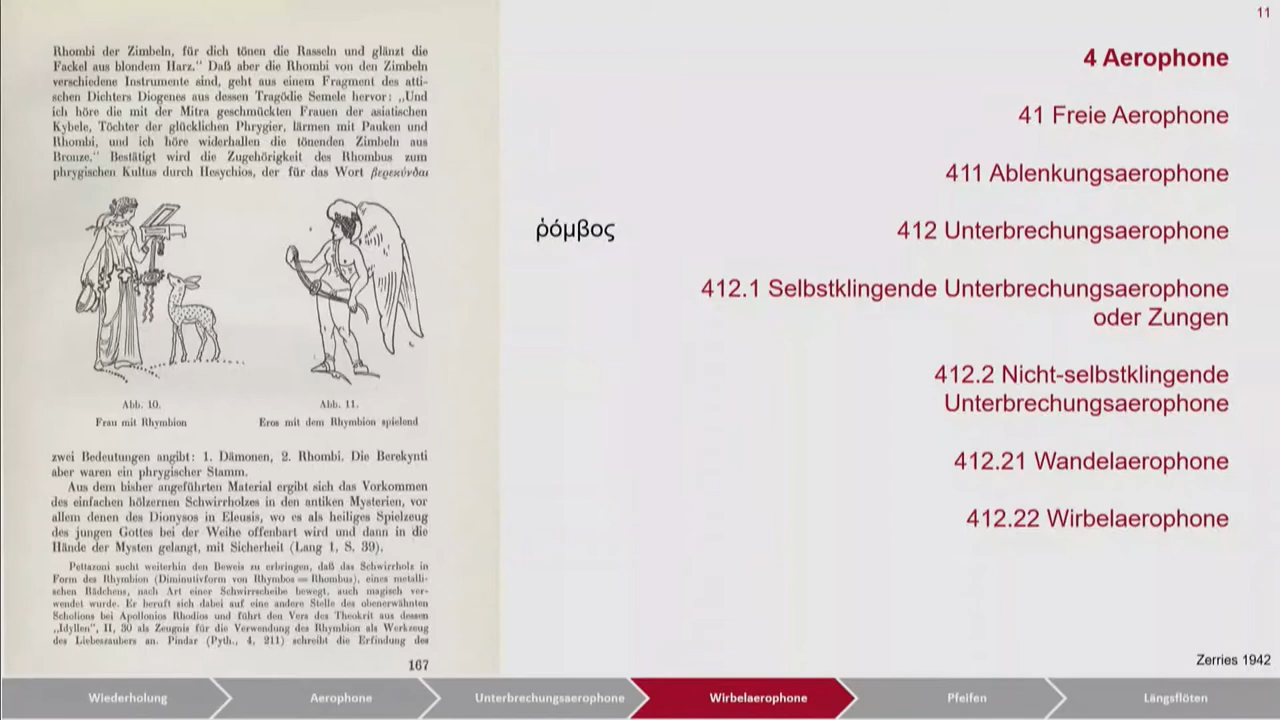 11
Rhombi der Zimbeln, für dich tönen die Rasseln und glänzt die
Fackel aus blondem Harz.“ Daß aber die Rhombi von den Zimbeln
verschiedene Instrumente sind, geht aus einem Fragment des atti-
schen Dichters Diogenes aus dessen Tragödie Semele hervor: „Und
ich höre die mit der Mitra geschmückten Frauen der asiatischen
Kybele, Töchter der glücklichen Phrygier, lärmen mit Pauken und
Rhombi, und ich höre widerhallen die tönenden Zimbeln aus
Bronze.“ Bestätigt wird die Zugehörigkeit des Rhombus zum
phrygischen Kultus durch Hesychios, der für das Wort βερεκύνδαι
Abb. 10.
Frau mit Rhymbion
Abb. 11.
Eros mit dem Rhymbion spielend
zwei Bedeutungen angibt: 1. Dämonen, 2. Rhombi. Die Berekynti
aber waren ein phrygischer Stamm.
Aus dem bisher angeführten Material ergibt sich das Vorkommen
des einfachen hölzernen Schwirrholzes in den antiken Mysterien, vor
allem denen des Dionysos in Eleusis, wo es als heiliges Spielzeug
des jungen Gottes bei der Weihe offenbart wird und dann in die
Hände der Mysten gelangt, mit Sicherheit (Lang 1, S. 39).
Pettazoni sucht weiterhin den Beweis zu erbringen, daß das Schwirrholz in
Form des Rhymbion (Diminutivform von Rhymbos = Rhombus), eines metalli-
schen Rädchens, nach Art einer Schwirrscheibe bewegt, auch magisch ver-
wendet wurde. Er beruft sich dabei auf eine andere Stelle des obenerwähnten
Scholions bei Apollonios Rhodios und führt den Vers des Theokrit aus dessen
„Idyllen“, II, 30 als Zeugnis für die Verwendung des Rhymbion als Werkzeug
des Liebeszaubers an. Pindar (Pyth., 4, 211) schreibt die Erfindung des
167
ῥόμβος
4 Aerophone
41 Freie Aerophone
411 Ablenkungsaerophone
412 Unterbrechungsaerophone
412.1 Selbstklingende Unterbrechungsaerophone
oder Zungen
412.2 Nicht-selbstklingende
Unterbrechungsaerophone
412.21 Wandelaerophone
412.22 Wirbelaerophone
Zerries 1942
Wiederholung
Aerophone
Unterbrechungsaerophone
Wirbelaerophone
Pfeifen
Längsflöten